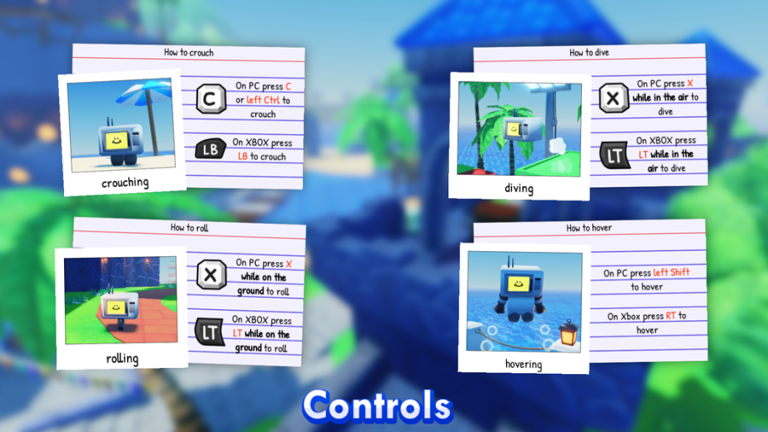 How to crouch
C
On PC press C
or left Ctrl to
crouch
LB
On XBOX press
LB to crouch
crouching
How to dive
X
On PC press X
while in the air to
dive
LT
On XBOX press
LT while in the
air to dive
diving
How to roll
X
On PC press X
while on the
ground to roll
LT
On XBOX press
LT while on the
ground to roll
rolling
How to hover
On PC press left Shift
to hover
On Xbox press RT to
hover
hovering
Controls